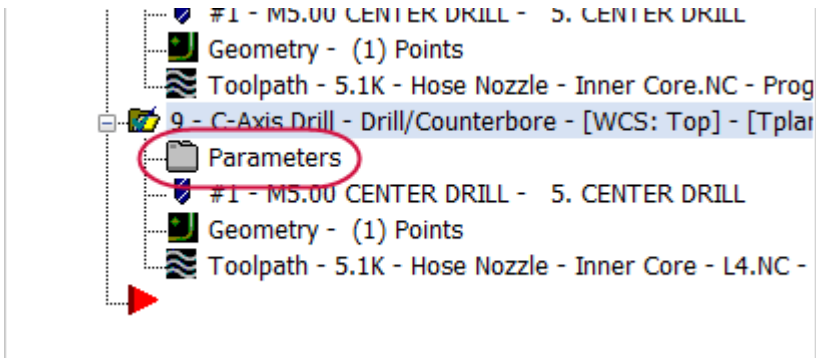 #1 - M5.00 CENTER DRILL - 5. CENTER DRILL
Geometry - (1) Points
Toolpath - 5.1K - Hose Nozzle - Inner Core.NC - Prog
9 - C-Axis Drill - Drill/Counterbore - [WCS: Top] - [Tplan
Parameters
#1 - M5.00 CENTER DRILL - 5. CENTER DRILL
Geometry - (1) Points
Toolpath - 5.1K - Hose Nozzle - Inner Core - L4.NC -